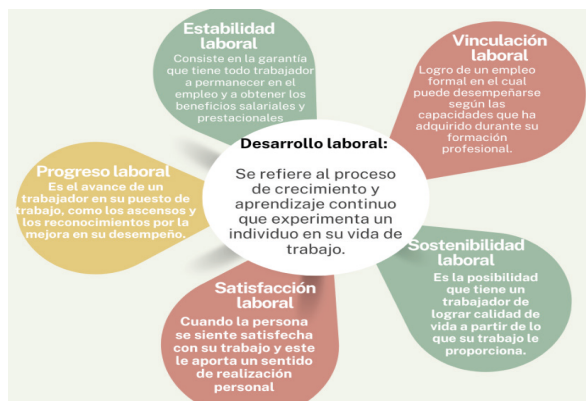 Estabilidad
laboral
Consiste en la garantía
que tiene todo trabajador
a permanecer en el
empleo y a obtener los
beneficios salariales y
prestacionales
Vinculación
laboral
Logro de un empleo
formal en el cual
puede desempeñarse
según las
capacidades que ha
adquirido durante su
formación
profesional.
Desarrollo laboral:
Se refiere al proceso
de crecimiento y
aprendizaje continuo
que experimenta un
individuo en su vida de
trabajo.
Progreso laboral
Es el avance de un
trabajador en su puesto de
trabajo, como los ascensos y
los reconocimientos por la
mejora en su desempeño.
Sostenibilidad
laboral
Es la posibilidad
que tiene un
trabajador de
lograr calidad de
vida a partir de lo
que su trabajo le
proporciona.
Satisfacción
laboral
Cuando la persona
se siente satisfecha
con su trabajo y este
le aporta un sentido
de realización
personal